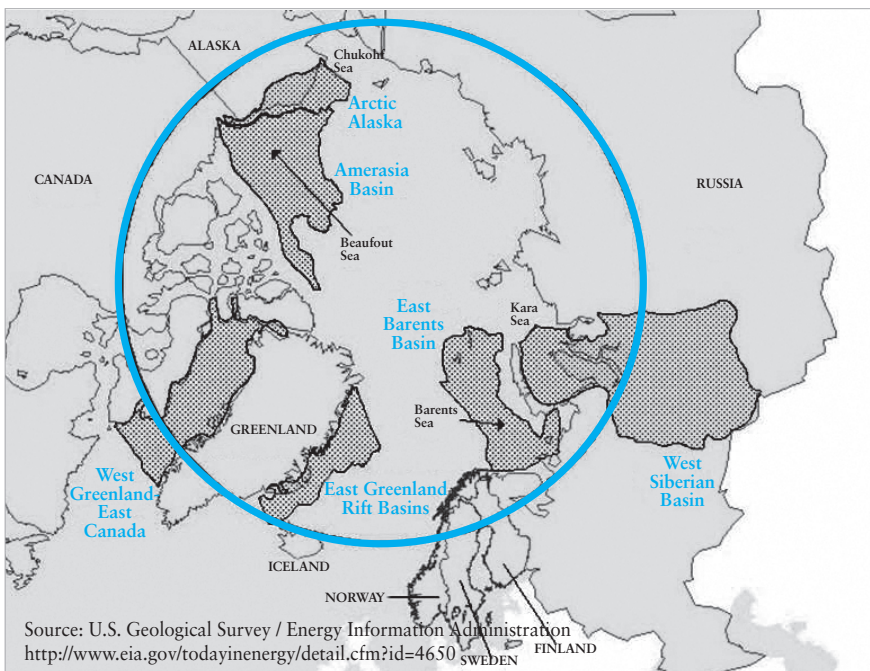 ALASKA
Chukohi
Sea
Arctic
Alaska
CANADA
Amerasia
Basin
RUSSIA
Beaufout
Sea
East
Barents
Basin
Kara
Sea
Barents
Sea
GREENLAND
West
Greenland
East
Canada
East Greenland
Rift Basins
West
Siberian
Basin
ICELAND
NORWAY
Source: U.S. Geological Survey / Energy Information Administration
http://www.eia.gov/todayinenergy/detail.cfm?id=4650
SWEDEN
FINLAND